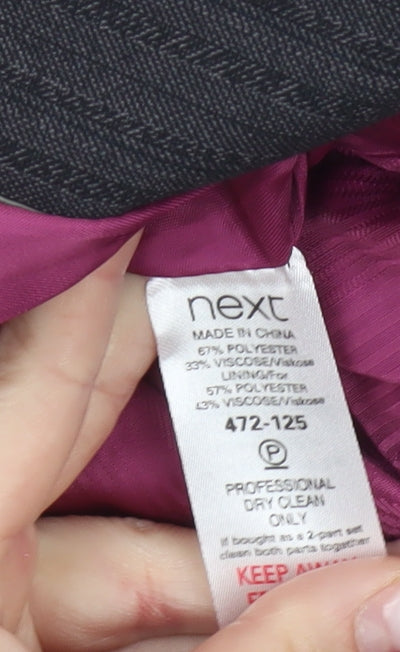 next
MADE IN CHINA
67% POLYESTER
33% VISCOSE/Viskose
LINING/For
57% POLYESTER
43% VISCOSE/Viskose
472-125
P
PROFESSIONAL
DRY CLEAN
ONLY
If bought as a 2-part set
clean both parts together
KEEP AWAY